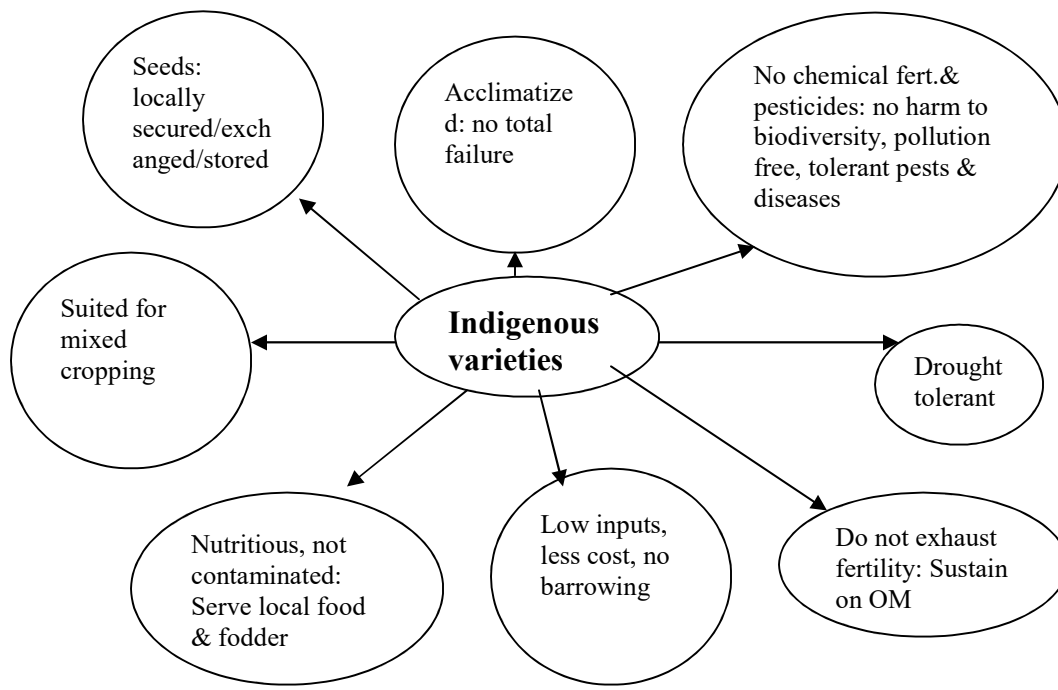 Seeds:
locally
secured/exch
anged/stored
Acclimatize
d: no total
failure
No chemical fert.&
pesticides: no harm to
biodiversity, pollution
free, tolerant pests &
diseases
Suited for
mixed
cropping
Indigenous
varieties
Drought
tolerant
Nutritious, not
contaminated:
Serve local food
& fodder
Low inputs,
less cost, no
barrowing
Do not exhaust
fertility: Sustain
on OM